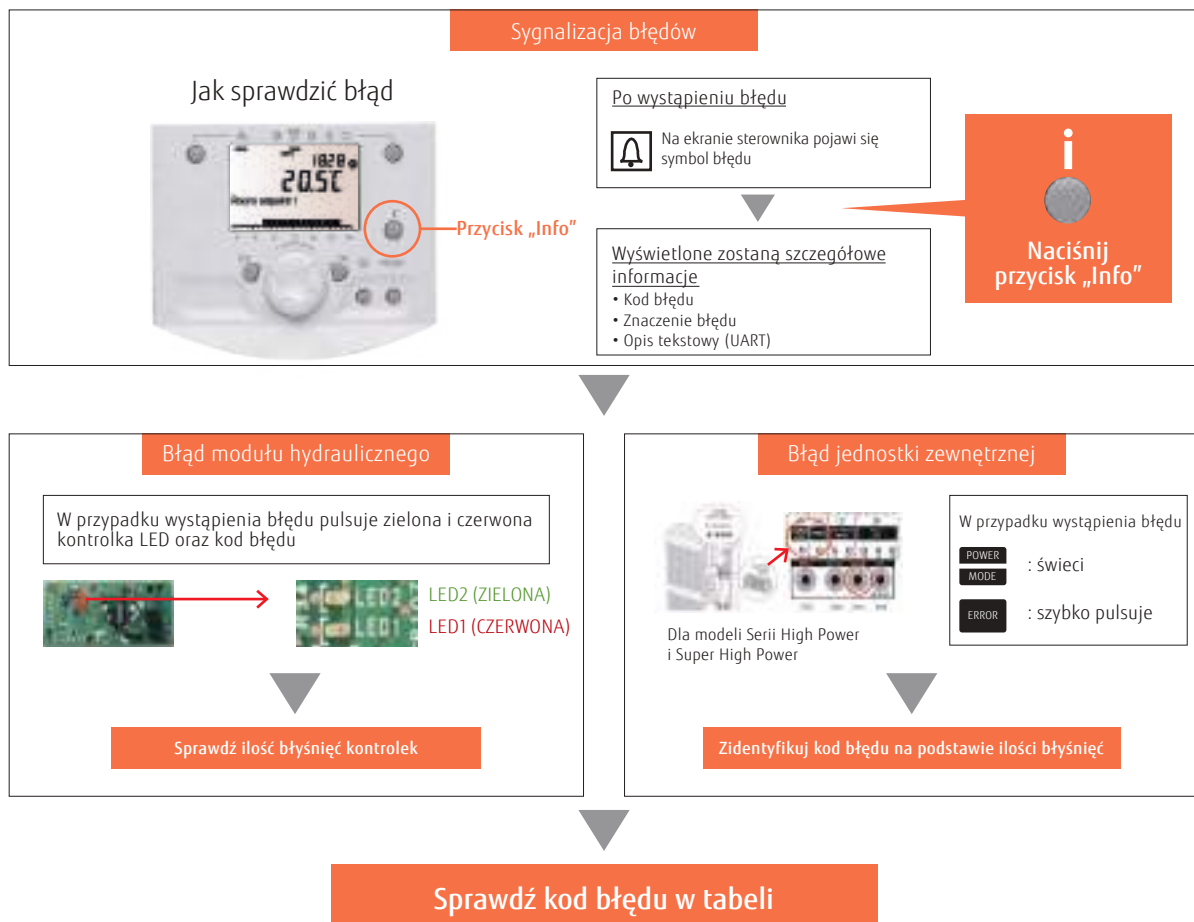 Sygnalizacja błędów
Jak sprawdzić błąd
1828
20.5C
Room setpoint 1
Przycisk „Info”
Po wystąpieniu błędu
Na ekranie sterownika pojawi się
symbol błędu
Wyświetlone zostaną szczegółowe
informacje
• Kod błędu
• Znaczenie błędu
• Opis tekstowy (UART)
i
Naciśnij
przycisk „Info”
Błąd modułu hydraulicznego
W przypadku wystąpienia błędu pulsuje zielona i czerwona
kontrolka LED oraz kod błędu
LED2
LED1
LED2 (ZIELONA)
LED1 (CZERWONA)
Sprawdź ilość błyśnięć kontrolek
Błąd jednostki zewnętrznej
Dla modeli Serii High Power
i Super High Power
W przypadku wystąpienia błędu
POWER
MODE
: świeci
ERROR
: szybko pulsuje
Zidentyfikuj kod błędu na podstawie ilości błyśnięć
Sprawdź kod błędu w tabeli